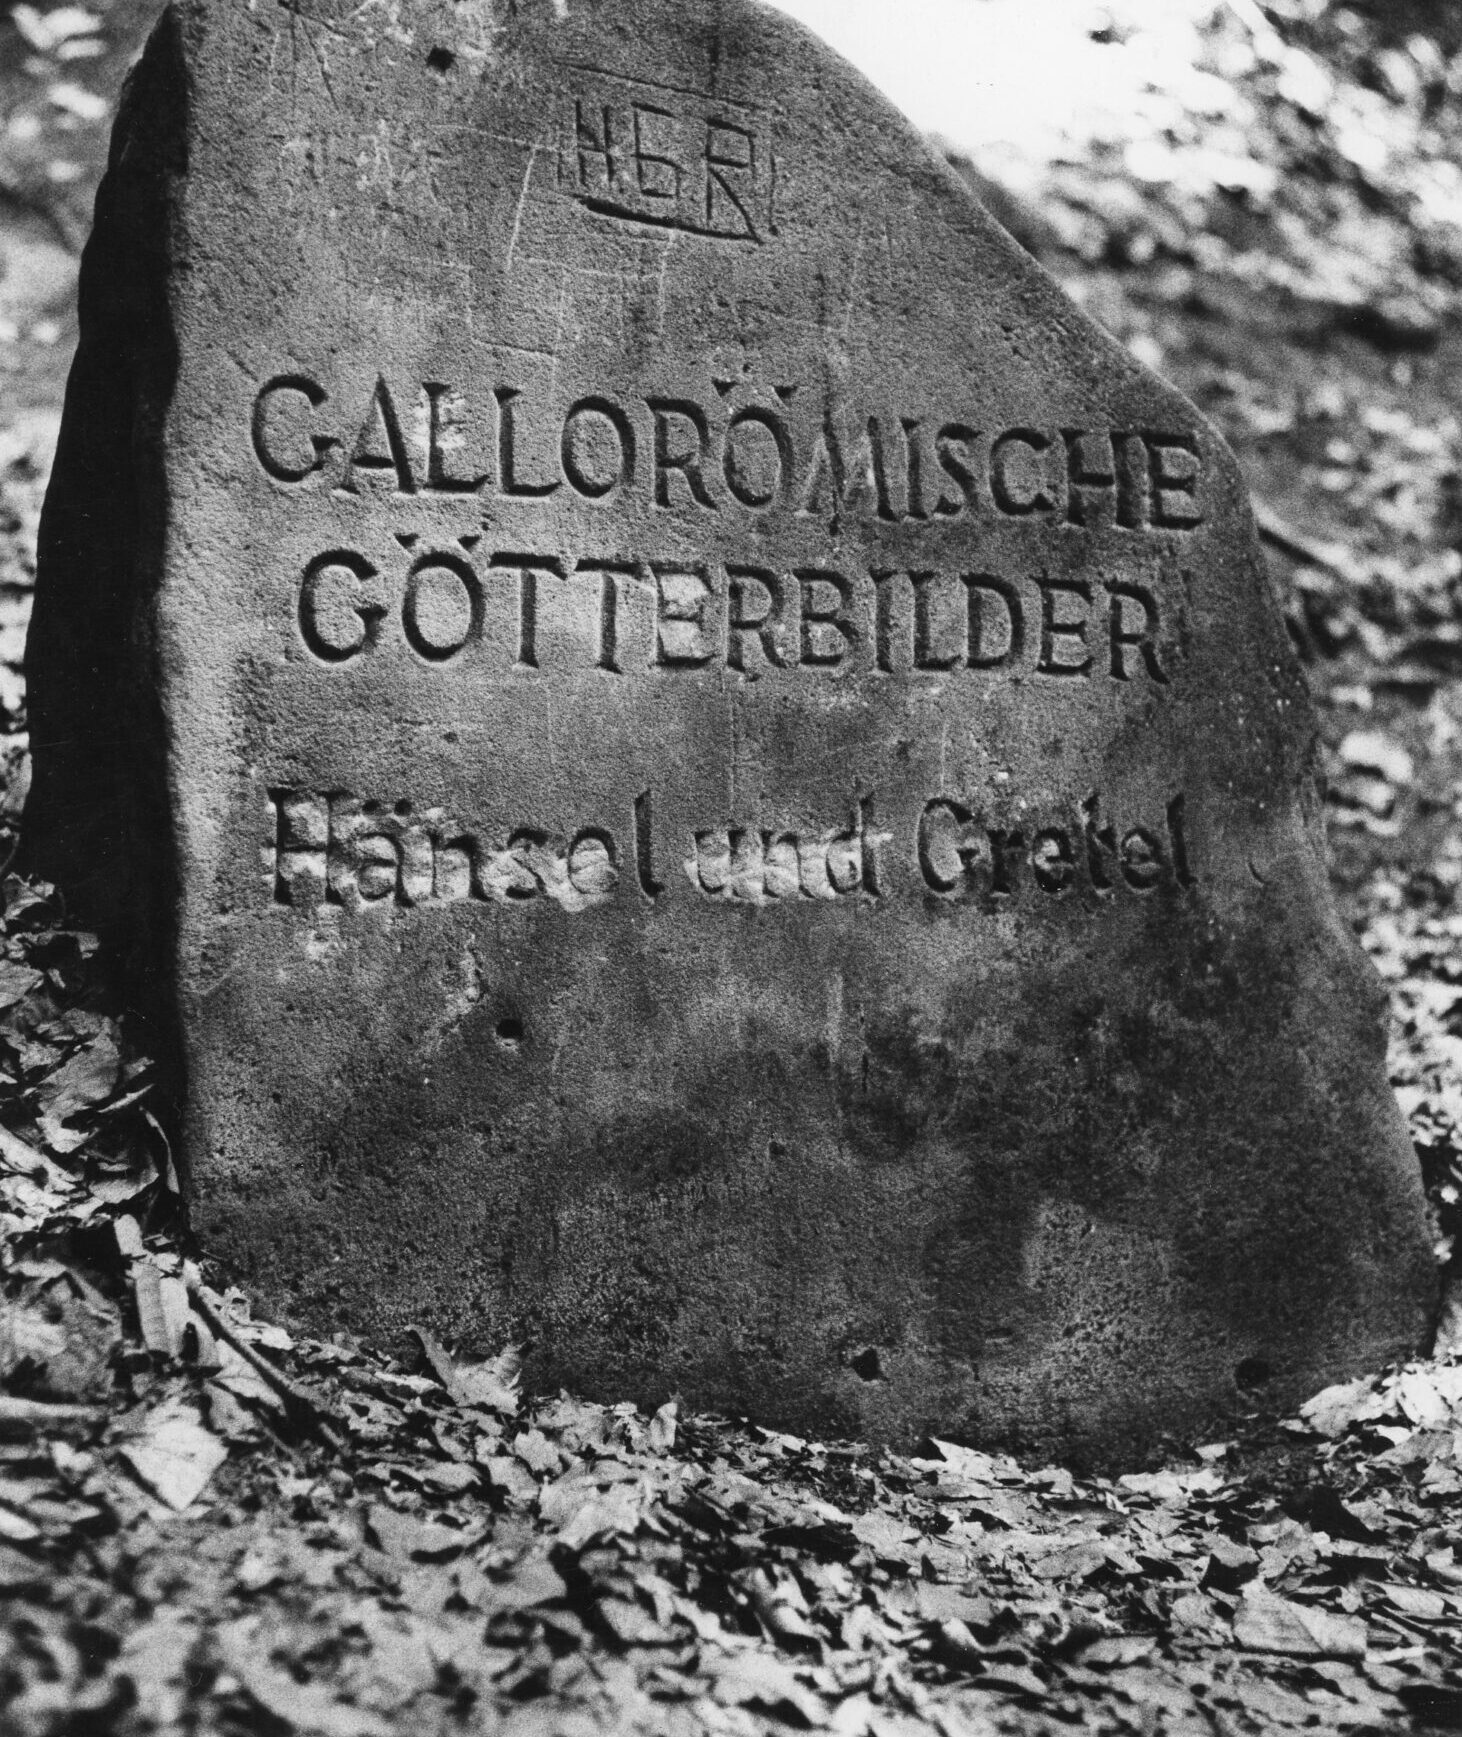 H.G.R.
GALLORÖMISCHE
GÖTTERBILDER
Hänsel und Gretel